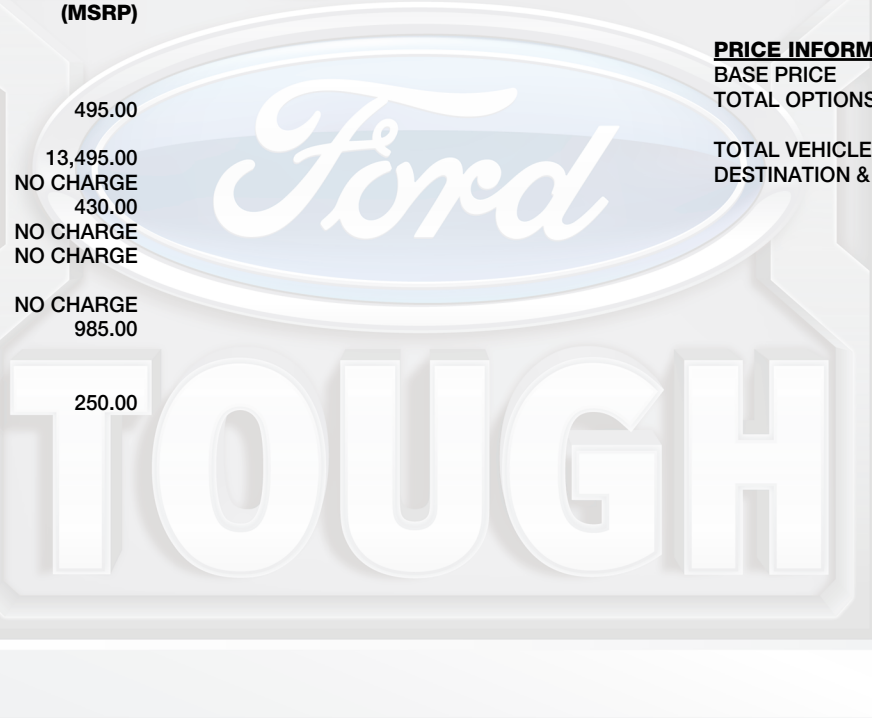 (MSRP)
495.00
13,495.00
NO CHARGE
430.00
NO CHARGE
NO CHARGE
NO CHARGE
985.00
250.00
PRICE INFORM
BASE PRICE
TOTAL OPTIONS
TOTAL VEHICLE
DESTINATION &
Ford
TOUGH